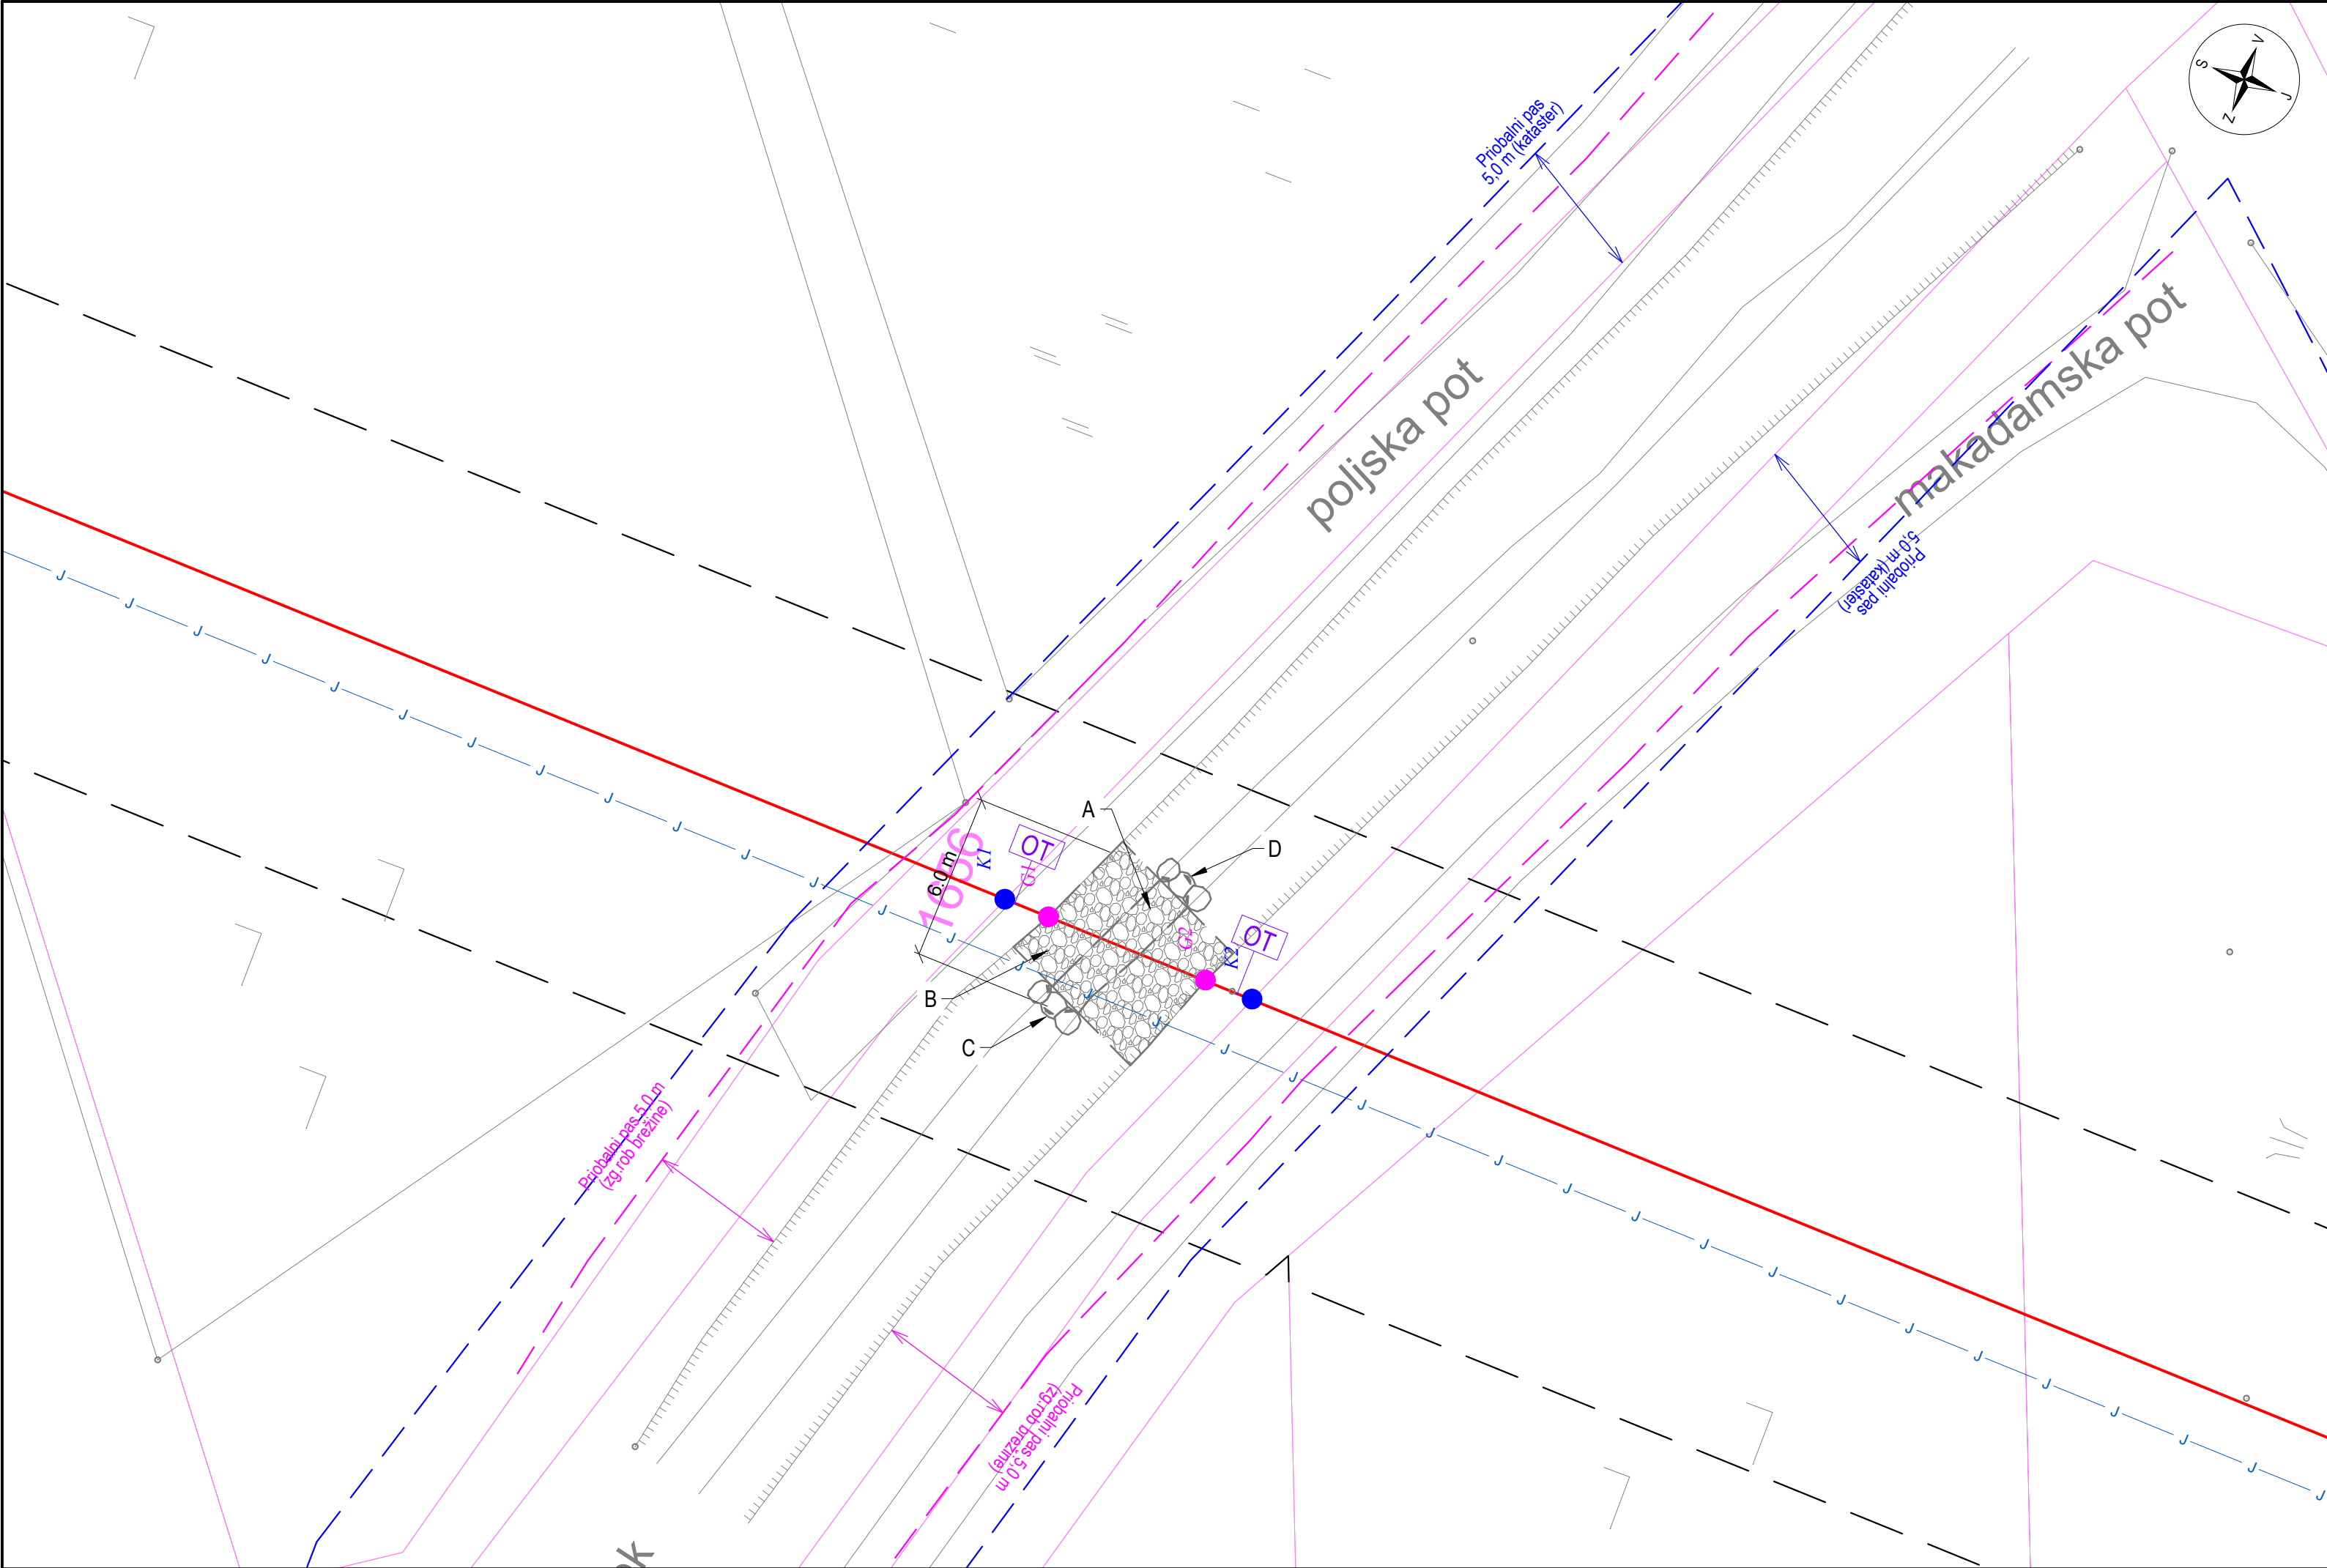 S
V
Z
J
Priobalni pas
5,0 m (kataster)
poljska pot
makadamska pot
Priobalni pas
5,0 m (kataster)
J J J J J J J J J J J J J J J J J J J J J J J J J J J J J J J J J J
A
D
1656
6.0 m
K1
OT
G1
G2
OT
K2
B
C
Priobalni pas 5,0 m
(zg.rob brežine)
Priobalni pas 5,0 m
(zg.rob brežine)